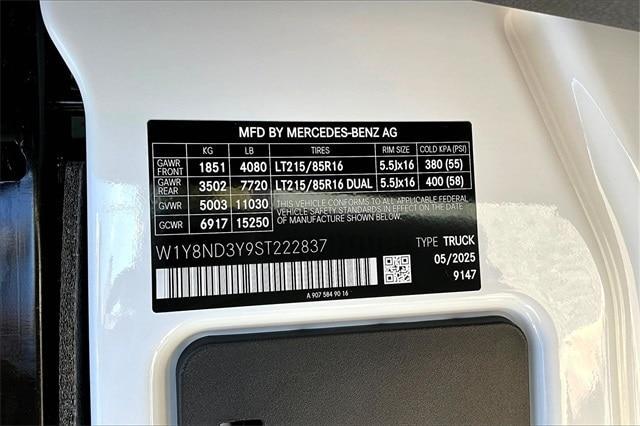 MFD BY MERCEDES-BENZ AG
KG LB TIRES RIM SIZE COLD KPA (PSI)
GAWR FRONT 1851 4080 LT215/85R16 5.5Jx16 380 (55)
GAWR REAR 3502 7720 LT215/85R16 DUAL 5.5Jx16 400 (58)
GVWR 5003 11030 THIS VEHICLE CONFORMS TO ALL APPLICABLE FEDERAL
GCWR 6917 15250 VEHICLE SAFETY STANDARDS IN EFFECT ON THE DATE
OF MANUFACTURE SHOWN ABOVE.
W1Y8ND3Y9ST222837 TYPE TRUCK
05/2025
9147
A 907 584 90 16